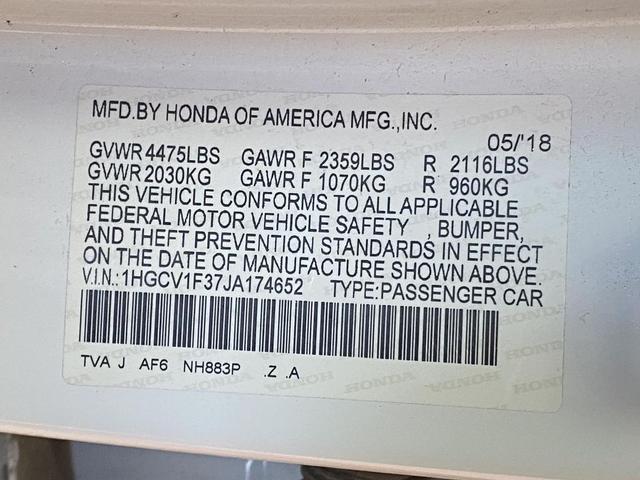 MFD.BY HONDA OF AMERICA MFG.,INC.
05/'18
GVWR 4475LBS GAWR F 2359LBS R 2116LBS
GVWR 2030KG GAWR F 1070KG R 960KG
THIS VEHICLE CONFORMS TO ALL APPLICABLE
FEDERAL MOTOR VEHICLE SAFETY , BUMPER,
AND THEFT PREVENTION STANDARDS IN EFFECT
ON THE DATE OF MANUFACTURE SHOWN ABOVE.
V.I.N.:1HGCV1F37JA174652 TYPE:PASSENGER CAR
TVA J AF6 NH883P .Z .A